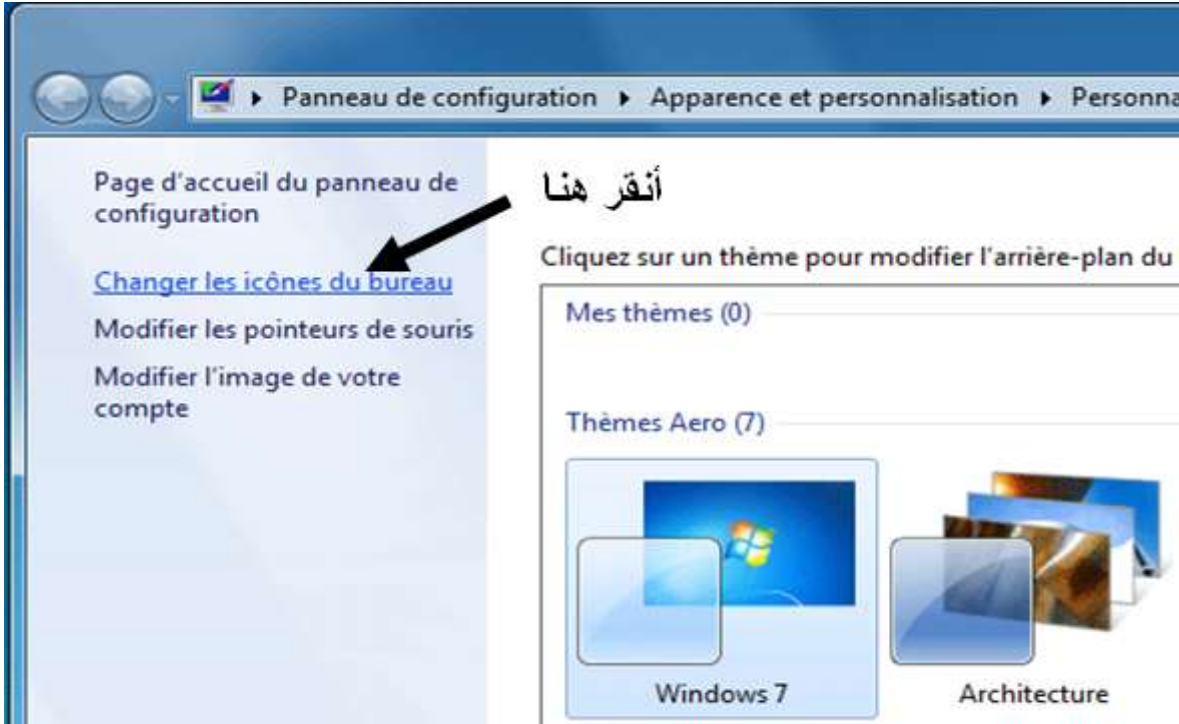 Panneau de configuration Apparence et personnalisation
Page d'accueil du panneau de
configuration
Changer les icônes du bureau
Modifier les pointeurs de souris
Modifier l'image de votre
compte
أنقر هنا
Cliquez sur un thème pour modifier l'arrière-plan du
Mes thèmes (0)
Thèmes Aero (7)
Windows 7
Architecture